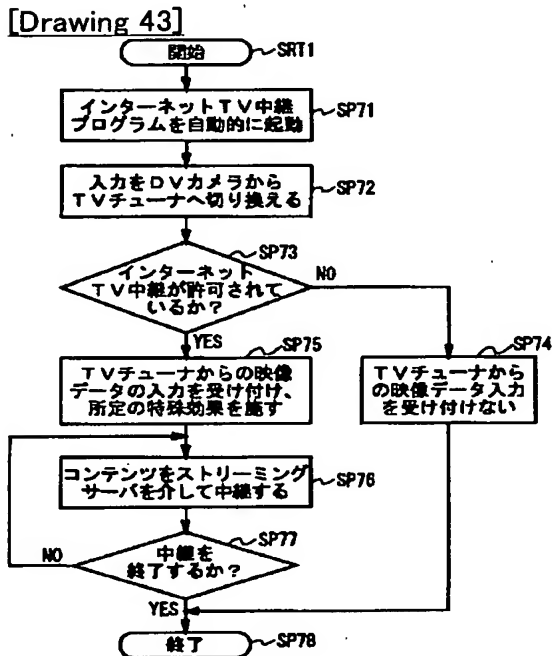 [Drawing 43]
開始
SRT1
インターネットTV中継
プログラムを自動的に起動
SP71
入力をDVカメラから
TVチューナへ切り換える
SP72
SP73
インターネット
TV中継が許可されて
いるか?
NO
YES
SP75
TVチューナからの映像
データの入力を受け付け、
所定の特殊効果を施す
SP74
TVチューナから
の映像データ入力
を受け付けない
コンテンツをストリーミング
サーバを介して中継する
SP76
SP77
中継を
終了するか?
NO
YES
終了
SP78